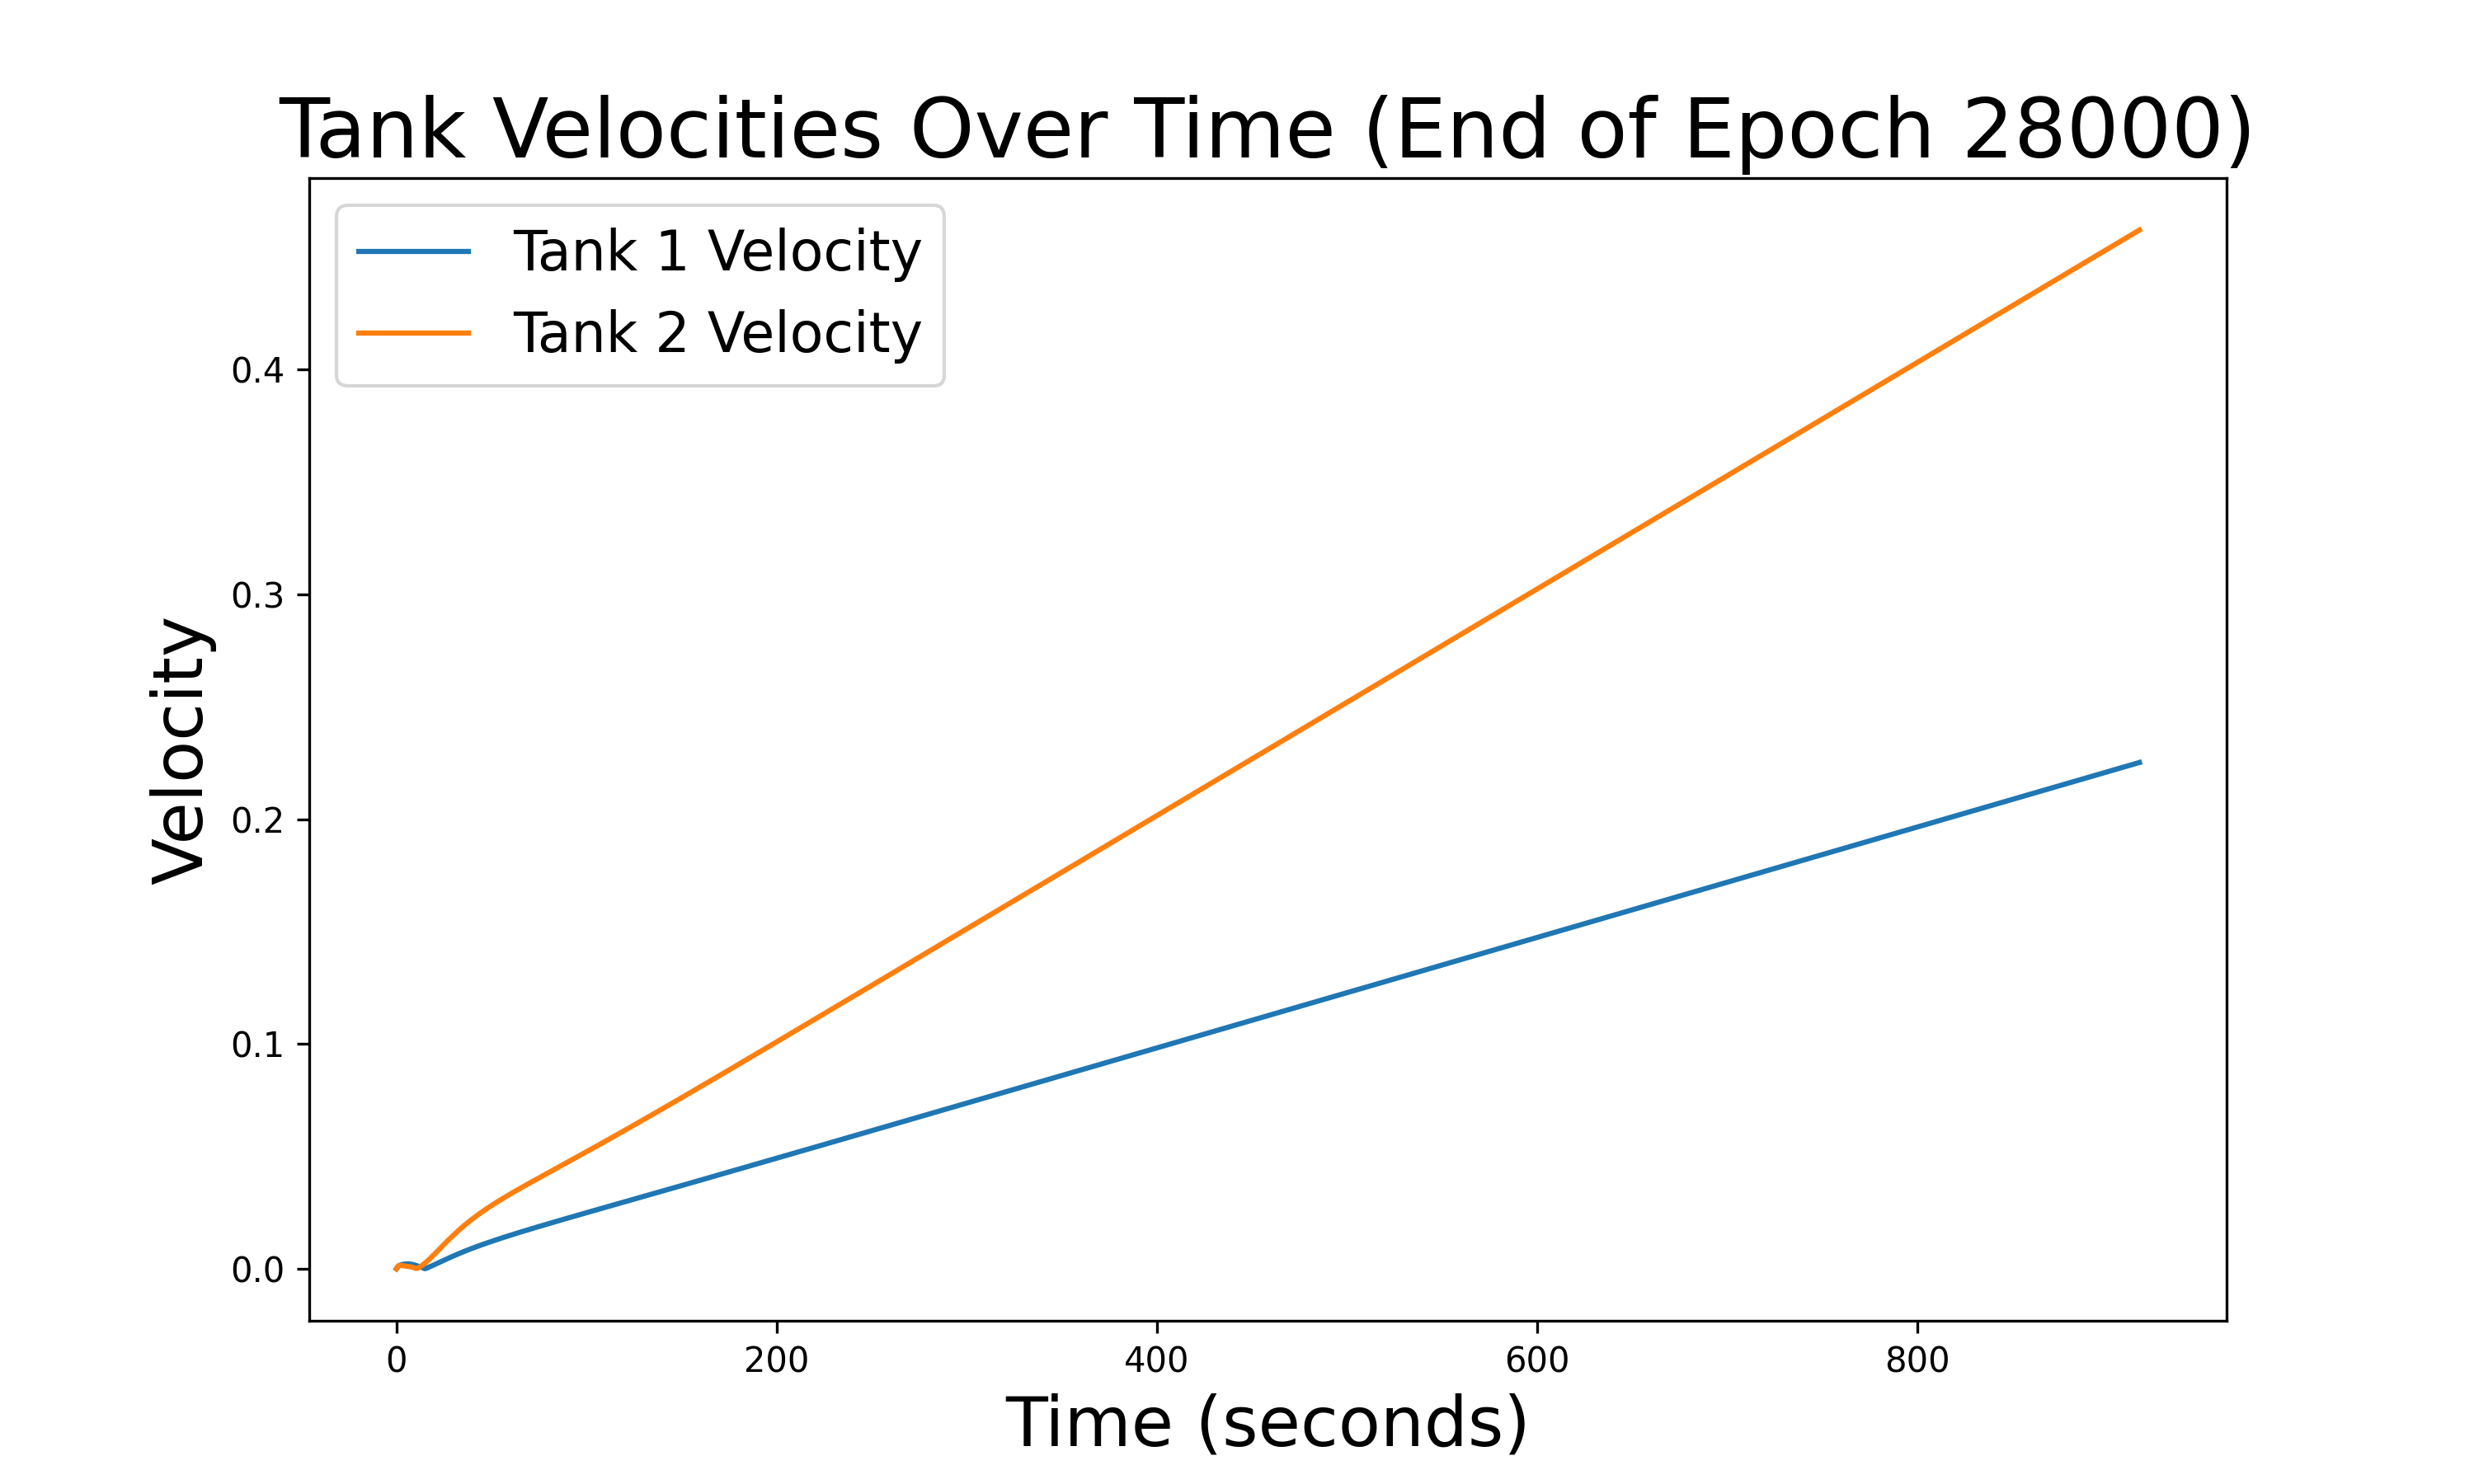 Tank Velocities Over Time (End of Epoch 28000)
Tank 1 Velocity
Tank 2 Velocity
Velocity
0.4
0.3
0.2
0.1
0.0
0 200 400 600 800
Time (seconds)